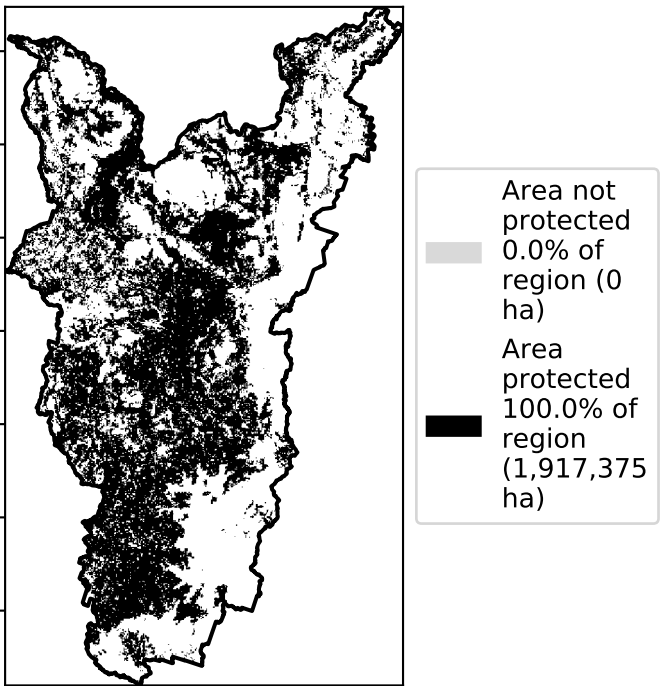 Area not
protected
0.0% of
region (0
ha)
Area
protected
100.0% of
region
(1,917,375
ha)